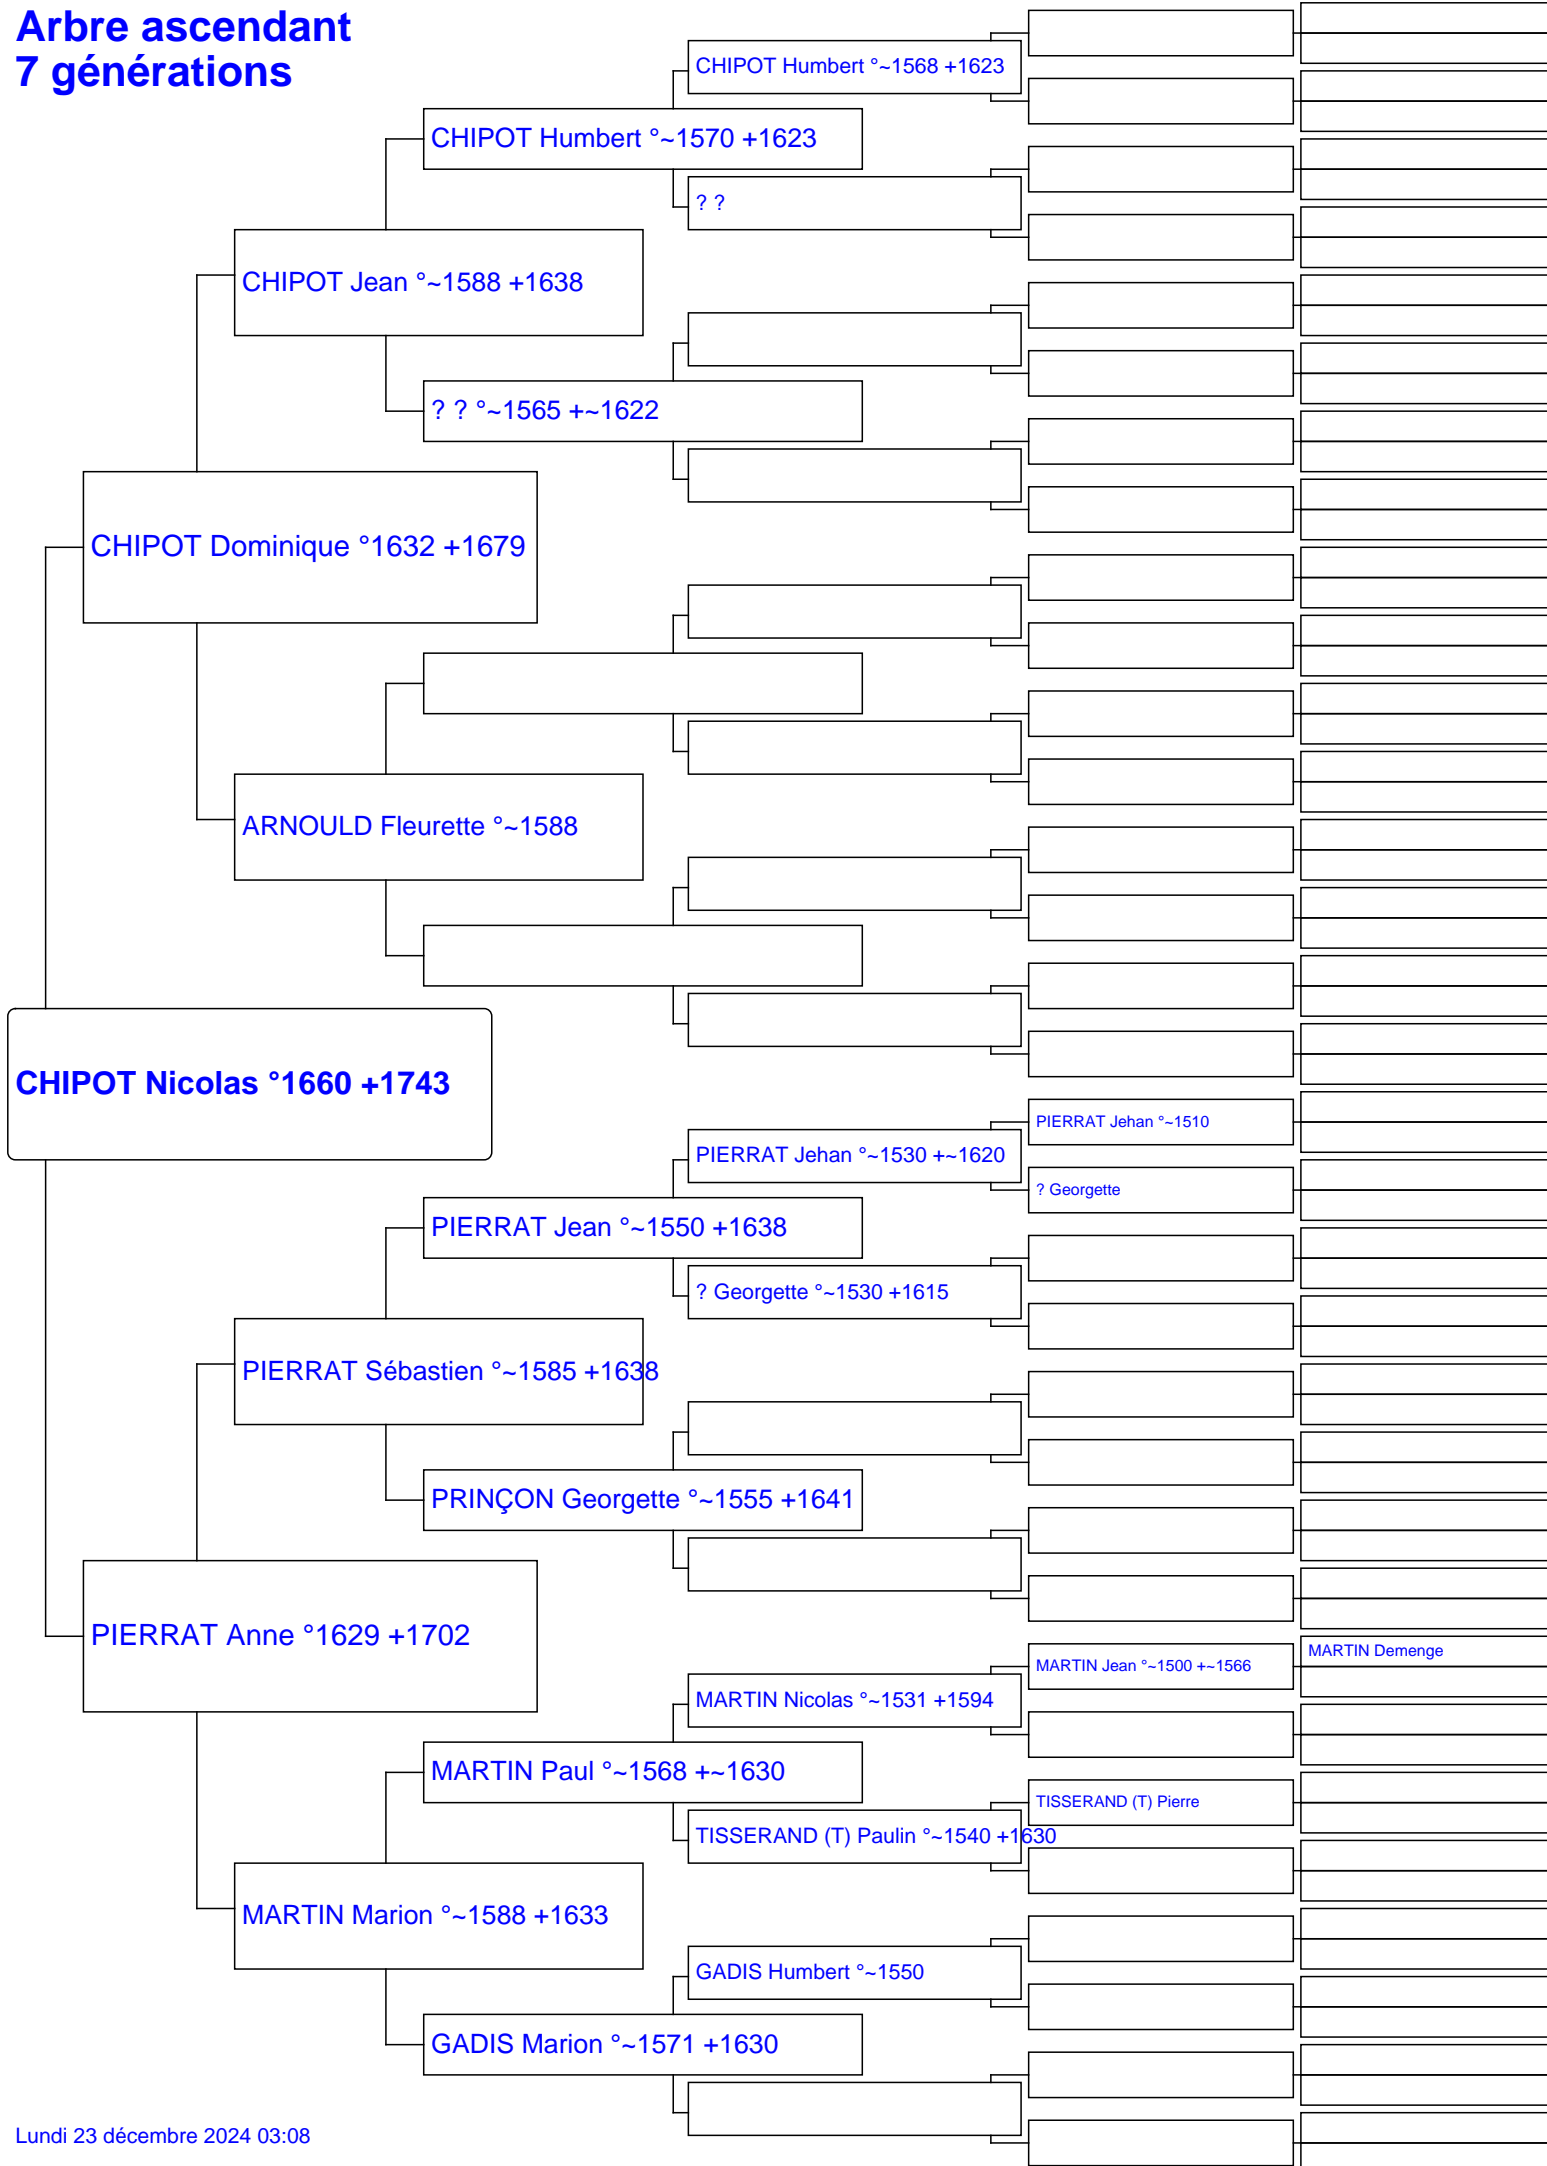 Arbre ascendant
7 générations
CHIPOT Humbert °~1568 +1623
CHIPOT Humbert °~1570 +1623
? ?
CHIPOT Jean °~1588 +1638
? ? °~1565 +~1622
CHIPOT Dominique °1632 +1679
ARNOULD Fleurette °~1588
CHIPOT Nicolas °1660 +1743
PIERRAT Jehan °~1510
PIERRAT Jehan °~1530 +~1620
? Georgette
PIERRAT Jean °~1550 +1638
? Georgette °~1530 +1615
PIERRAT Sébastien °~1585 +1638
PRINÇON Georgette °~1555 +1641
PIERRAT Anne °1629 +1702
MARTIN Demenge
MARTIN Jean °~1500 +~1566
MARTIN Nicolas °~1531 +1594
MARTIN Paul °~1568 +~1630
TISSERAND (T) Pierre
TISSERAND (T) Paulin °~1540 +1630
MARTIN Marion °~1588 +1633
GADIS Humbert °~1550
GADIS Marion °~1571 +1630
Lundi 23 décembre 2024 03:08